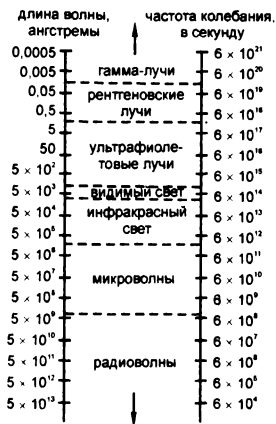 длина волны, ангстремы
частота колебания, в секунду
0,0005 6 × 10²¹
0,005 гамма-лучи 6 × 10²⁰
0,05 рентгеновские 6 × 10¹⁹
0,5 лучи 6 × 10¹⁸
5 6 × 10¹⁷
50 ультрафиоле- 6 × 10¹⁶
5 × 10² товые лучи 6 × 10¹⁵
5 × 10³ видимый свет 6 × 10¹⁴
5 × 10⁴ инфракрасный 6 × 10¹³
5 × 10⁵ свет 6 × 10¹²
5 × 10⁶ 6 × 10¹¹
5 × 10⁷ микроволны 6 × 10¹⁰
5 × 10⁸ 6 × 10⁹
5 × 10⁹ 6 × 10⁸
5 × 10¹⁰ 6 × 10⁷
5 × 10¹¹ радиоволны 6 × 10⁶
5 × 10¹² 6 × 10⁵
5 × 10¹³ 6 × 10⁴